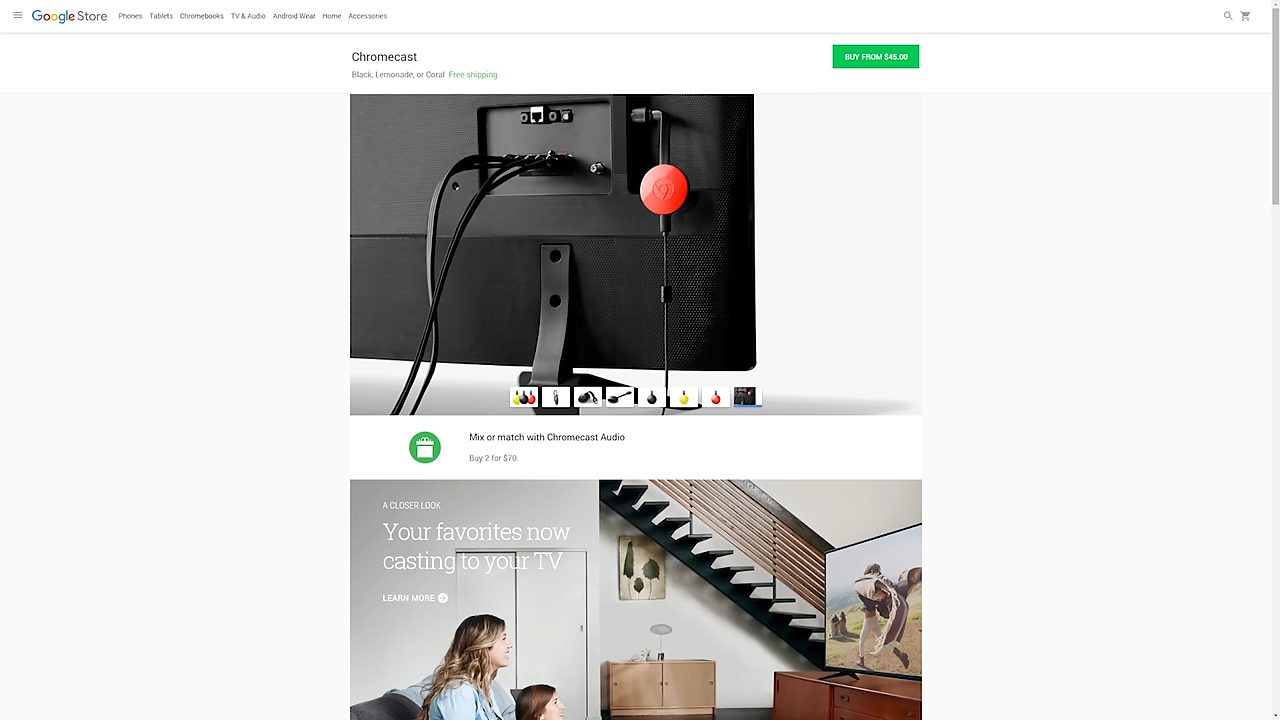 Google Store Phones Tablets Chromebooks TV & Audio Android Wear Home Accessories
Chromecast
BUY FROM $45.00
Black, Lemonade, or Coral Free shipping
Mix or match with Chromecast Audio
Buy 2 for $70.
A CLOSER LOOK
Your favorites now
casting to your TV
LEARN MORE